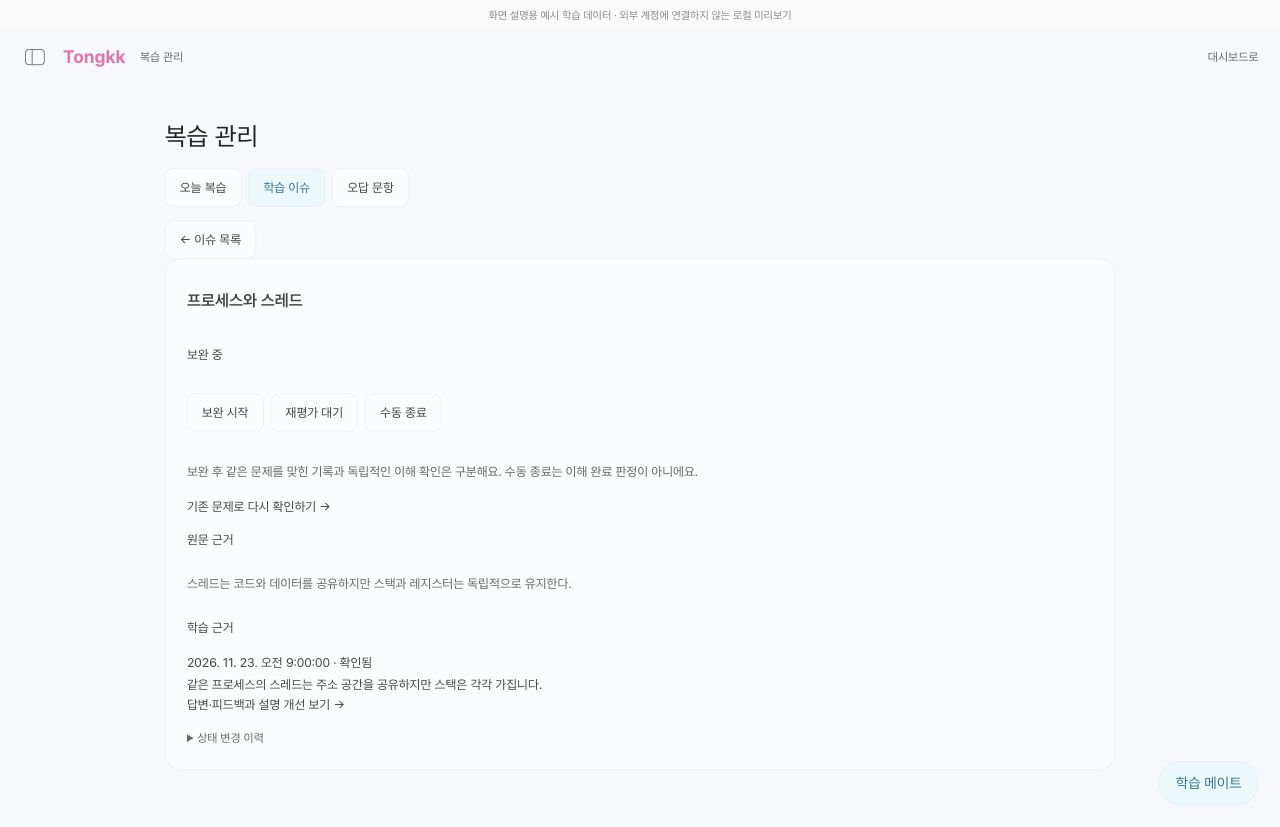 화면 설명용 예시 학습 데이터 · 외부 계정에 연결하지 않는 로컬 미리보기
Tongkk 복습 관리 대시보드로
복습 관리
오늘 복습 학습 이슈 오답 문항
← 이슈 목록
프로세스와 스레드
보완 중
보완 시작 재평가 대기 수동 종료
보완 후 같은 문제를 맞힌 기록과 독립적인 이해 확인은 구분해요. 수동 종료는 이해 완료 판정이 아니에요.
기존 문제로 다시 확인하기 →
원문 근거
스레드는 코드와 데이터를 공유하지만 스택과 레지스터는 독립적으로 유지한다.
학습 근거
2026. 11. 23. 오전 9:00:00 · 확인됨
같은 프로세스의 스레드는 주소 공간을 공유하지만 스택은 각각 가집니다.
답변·피드백과 설명 개선 보기 →
▶ 상태 변경 이력
학습 메이트